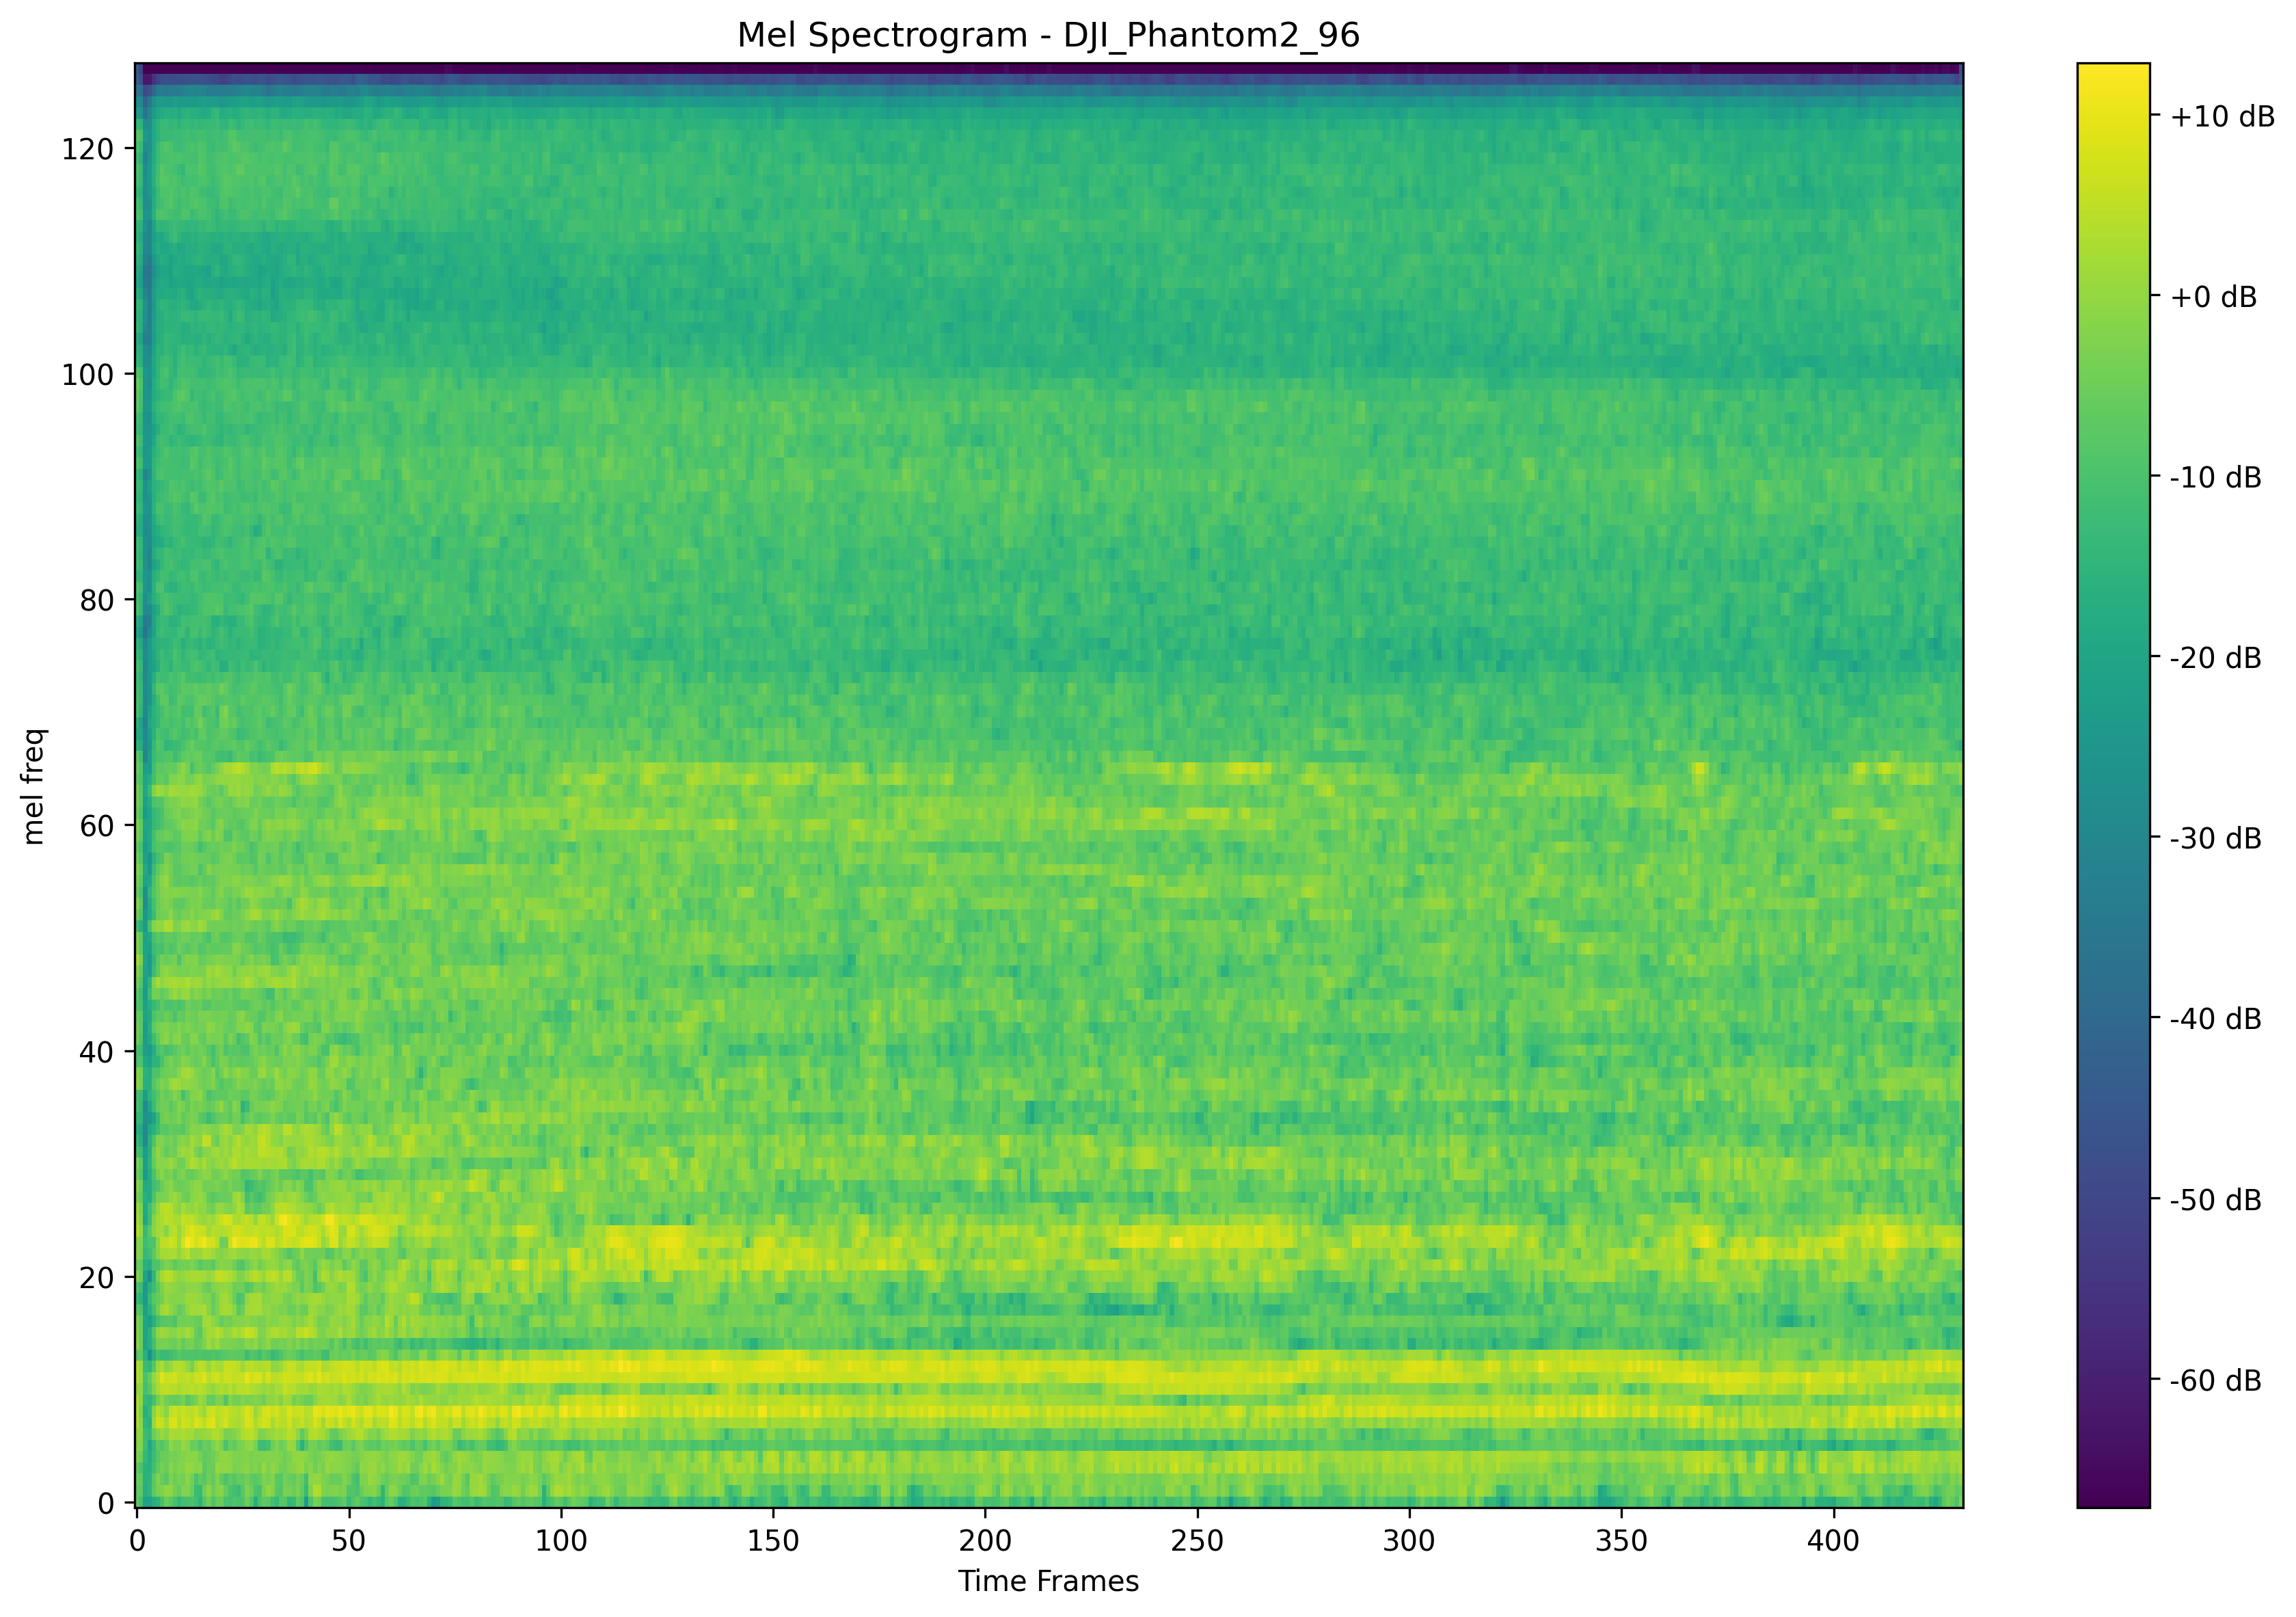 Mel Spectrogram - DJI_Phantom2_96
mel freq
120
100
80
60
40
20
0
0 50 100 150 200 250 300 350 400
Time Frames
+10 dB
+0 dB
-10 dB
-20 dB
-30 dB
-40 dB
-50 dB
-60 dB